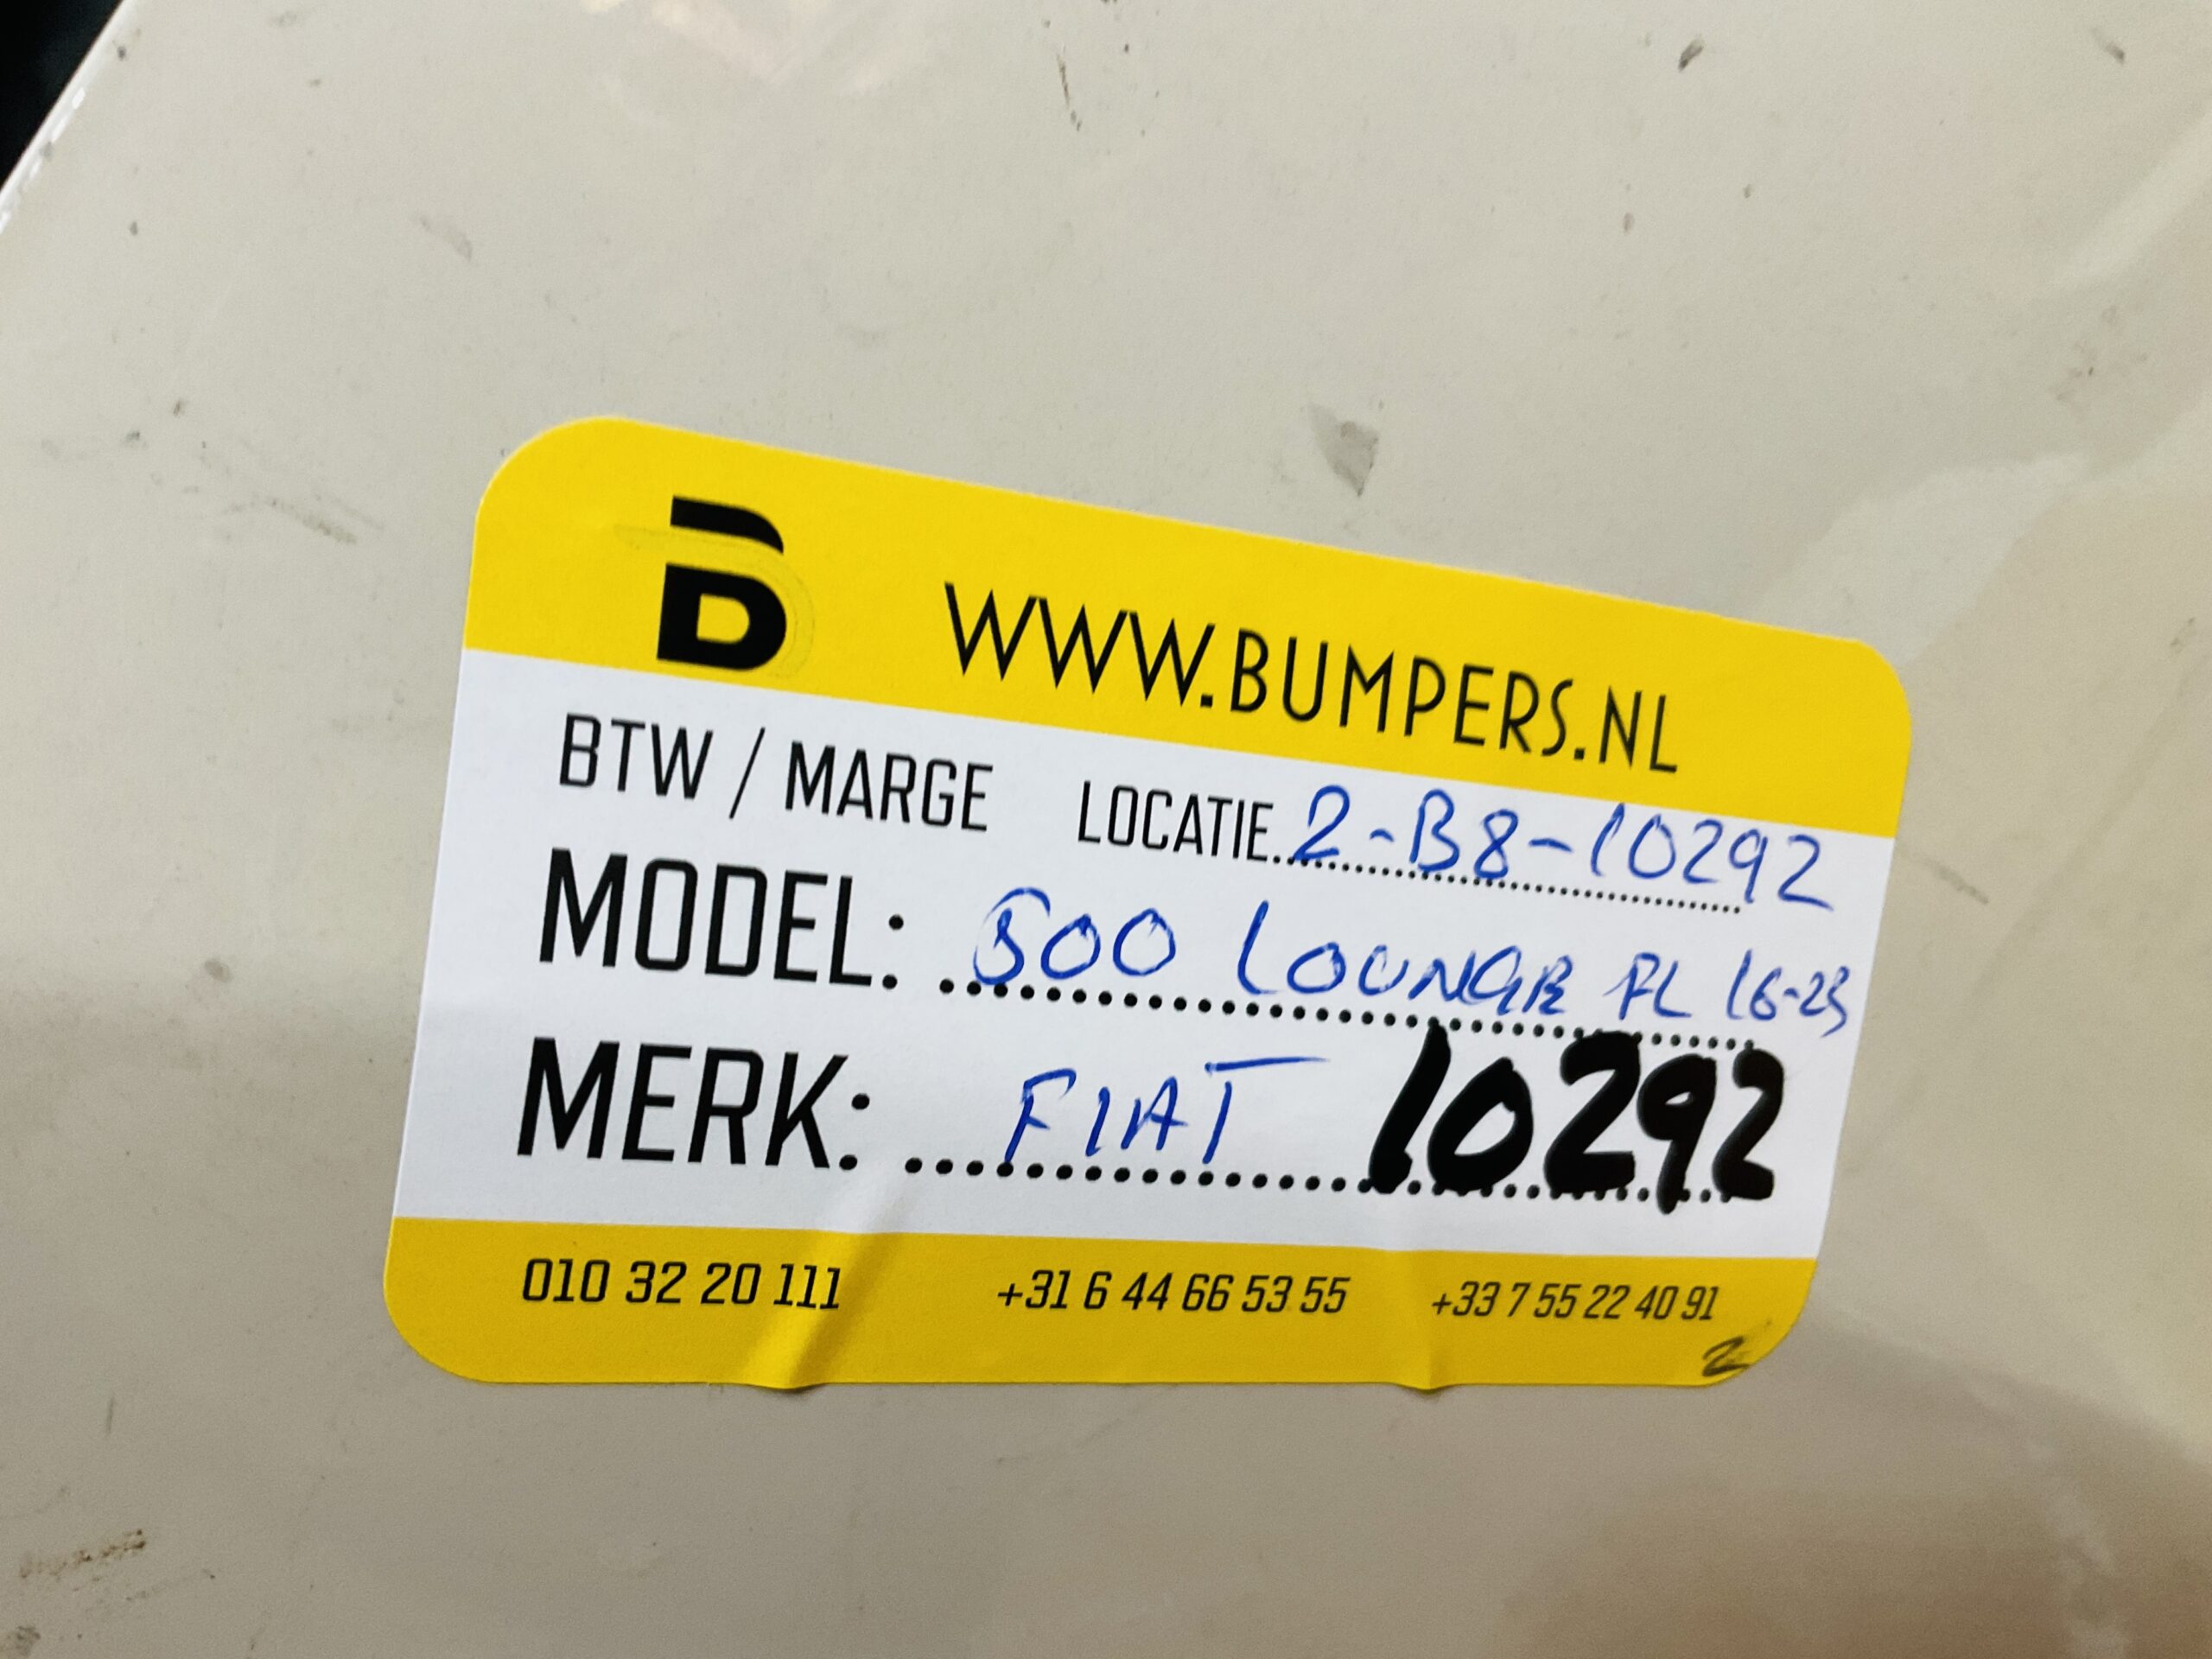 B WWW.BUMPERS.NL
BTW / MARGE LOCATIE 2-B8-10292
MODEL: 500 LOUNGE FL 16-23
MERK: FIAT 10292
010 32 20 111 +31 6 44 66 53 55 +33 7 55 22 40 91
2